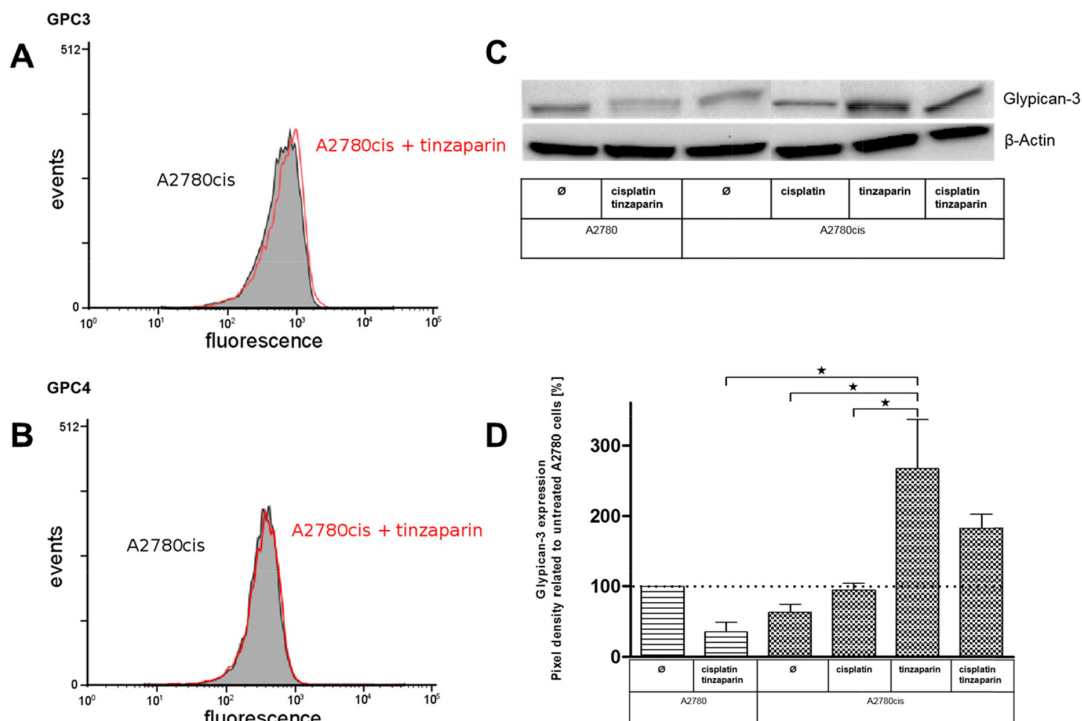 GPC3
A
512
events
A2780cis
A2780cis + tinzaparin
0
10⁰ 10¹ 10² 10³ 10⁴ 10⁵
fluorescence
GPC4
B
512
events
A2780cis
A2780cis + tinzaparin
0
10⁰ 10¹ 10² 10³ 10⁴ 10⁵
fluorescence
C
Glypican-3
β-Actin
Ø
cisplatin
tinzaparin
Ø
cisplatin
tinzaparin
cisplatin
tinzaparin
A2780
A2780cis
D
Glypican-3 expression
Pixel density related to untreated A2780 cells [%]
300
200
100
0
★
★
★
Ø
cisplatin
tinzaparin
Ø
cisplatin
tinzaparin
cisplatin
tinzaparin
A2780
A2780cis